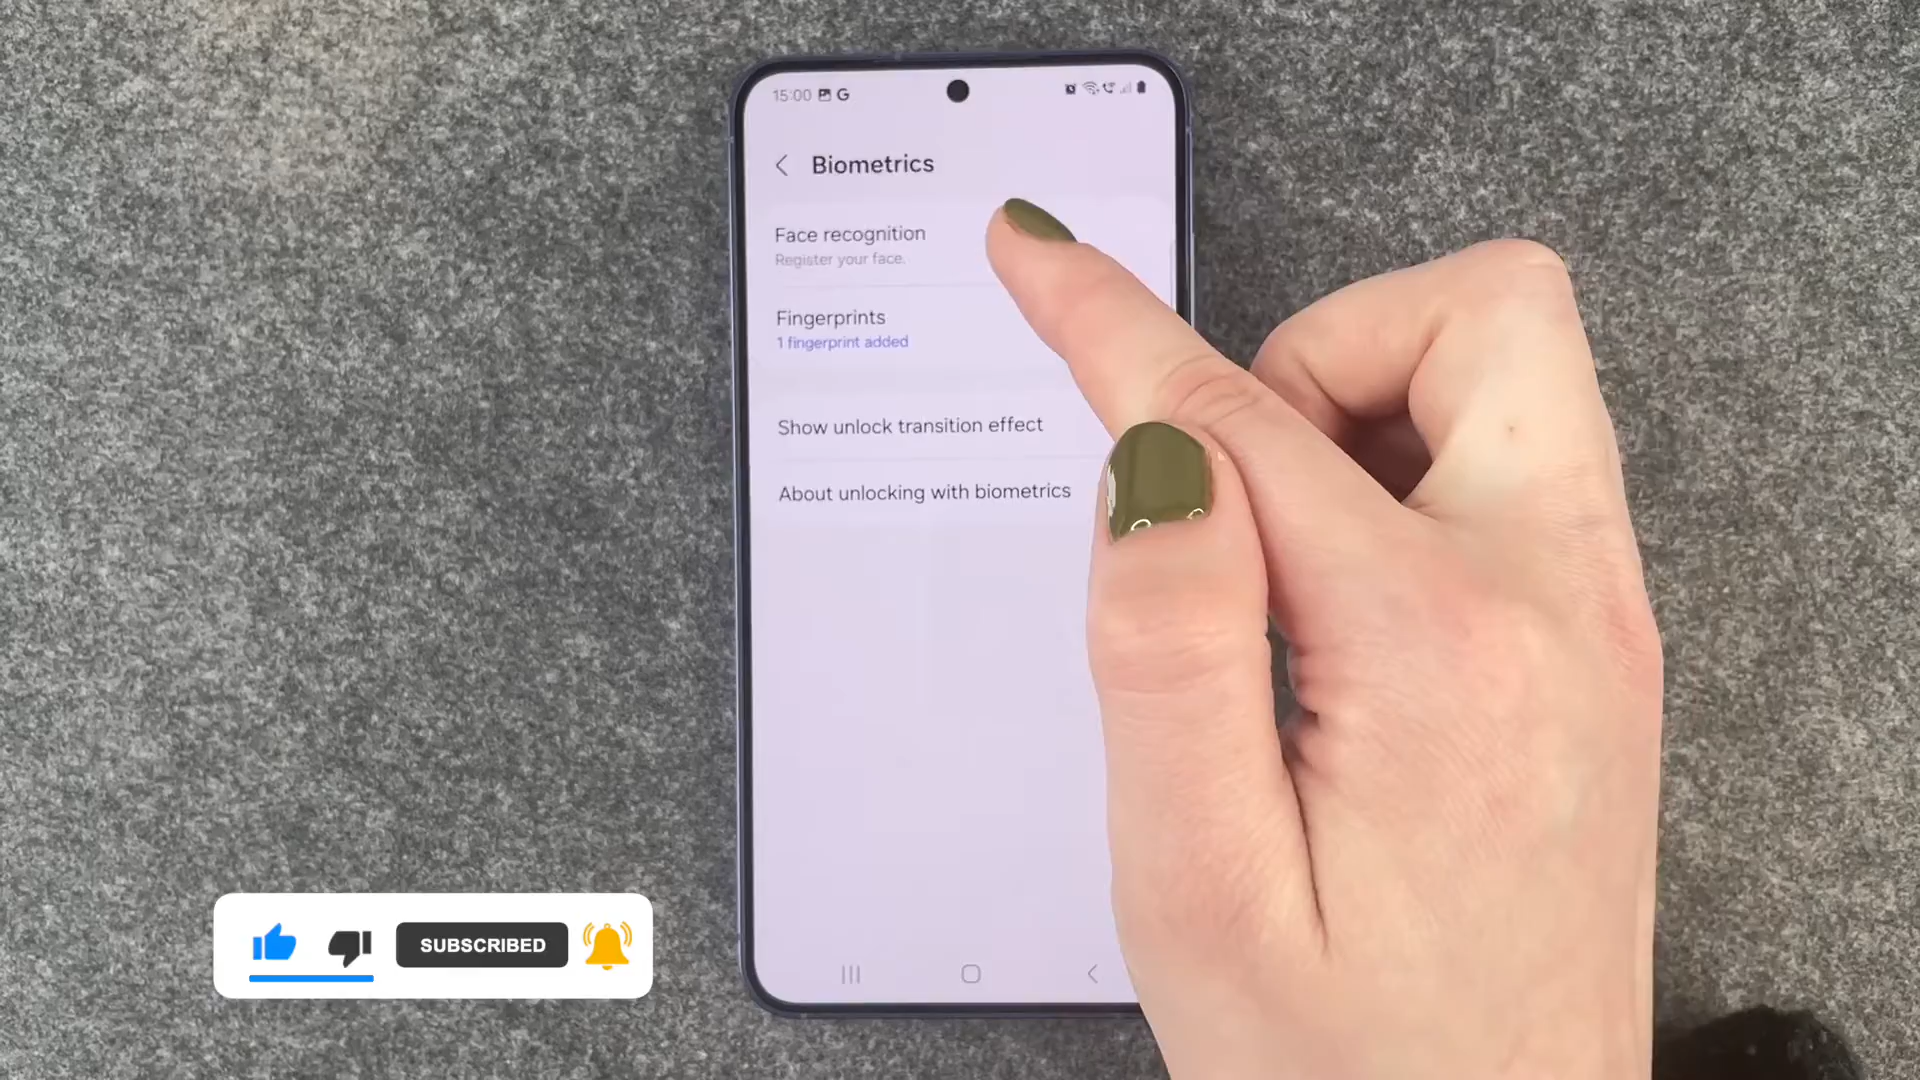 15:00 G
Biometrics
Face recognition
Register your face.
Fingerprints
1 fingerprint added
Show unlock transition effect
About unlocking with biometrics
SUBSCRIBED